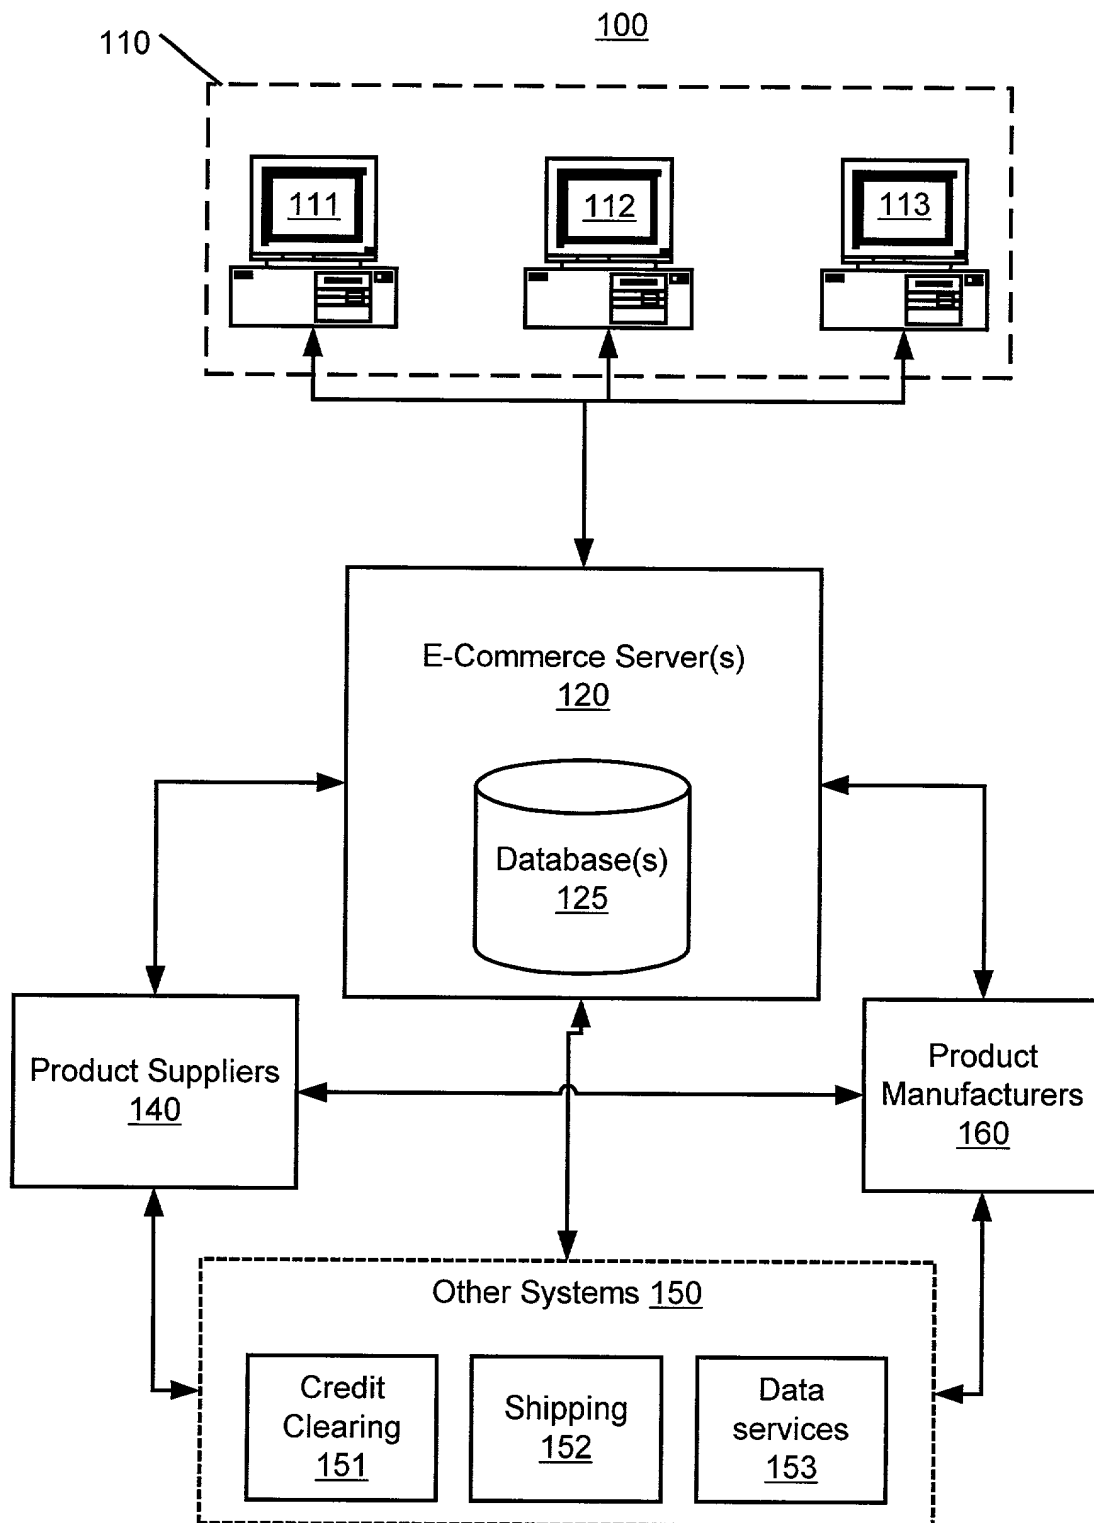 100
110
111
112
113
E-Commerce Server(s)
120
Database(s)
125
Product Suppliers
140
Product
Manufacturers
160
Other Systems 150
Credit
Clearing
151
Shipping
152
Data
services
153